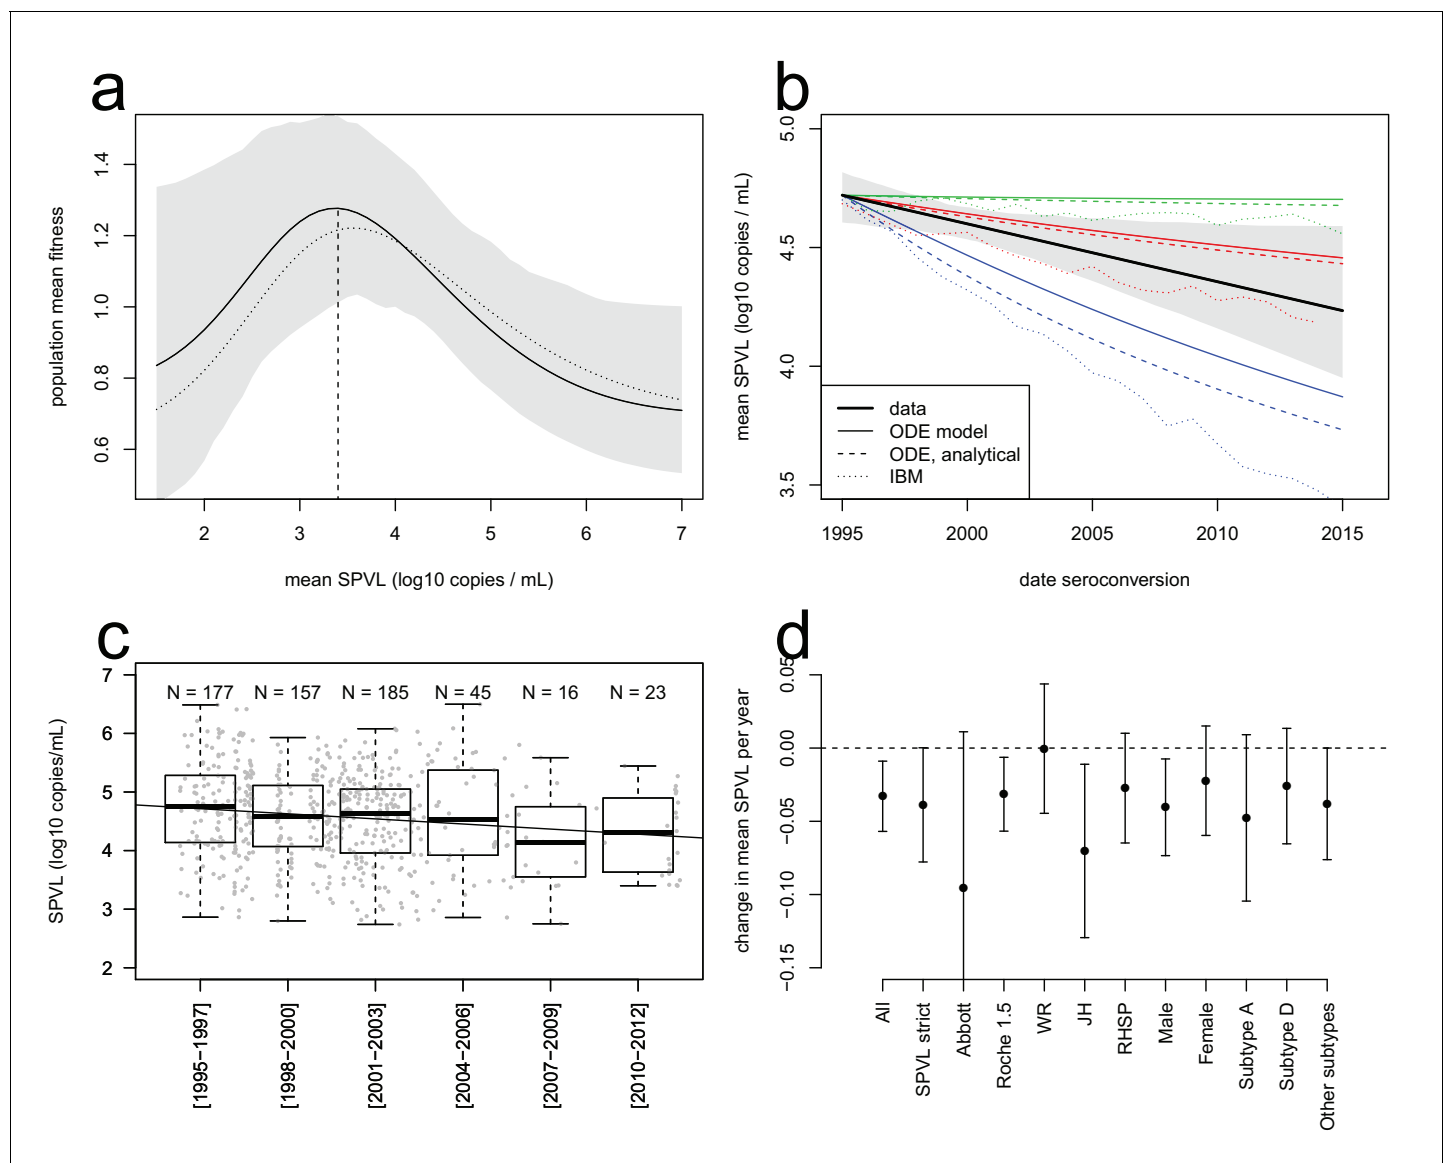 a
1.4
1.2
1.0
0.8
0.6
population mean fitness
2 3 4 5 6 7
mean SPVL (log10 copies / mL)
b
5.0
4.5
4.0
3.5
mean SPVL (log10 copies / mL)
data
ODE model
ODE, analytical
IBM
1995 2000 2005 2010 2015
date seroconversion
c
7
6
5
4
3
2
SPVL (log10 copies/mL)
N = 177 N = 157 N = 185 N = 45 N = 16 N = 23
[1995−1997]
[1998−2000]
[2001−2003]
[2004−2006]
[2007−2009]
[2010−2012]
d
0.05
0.00
−0.05
−0.10
−0.15
change in mean SPVL per year
All
SPVL strict
Abbott
Roche 1.5
WR
JH
RHSP
Male
Female
Subtype A
Subtype D
Other subtypes